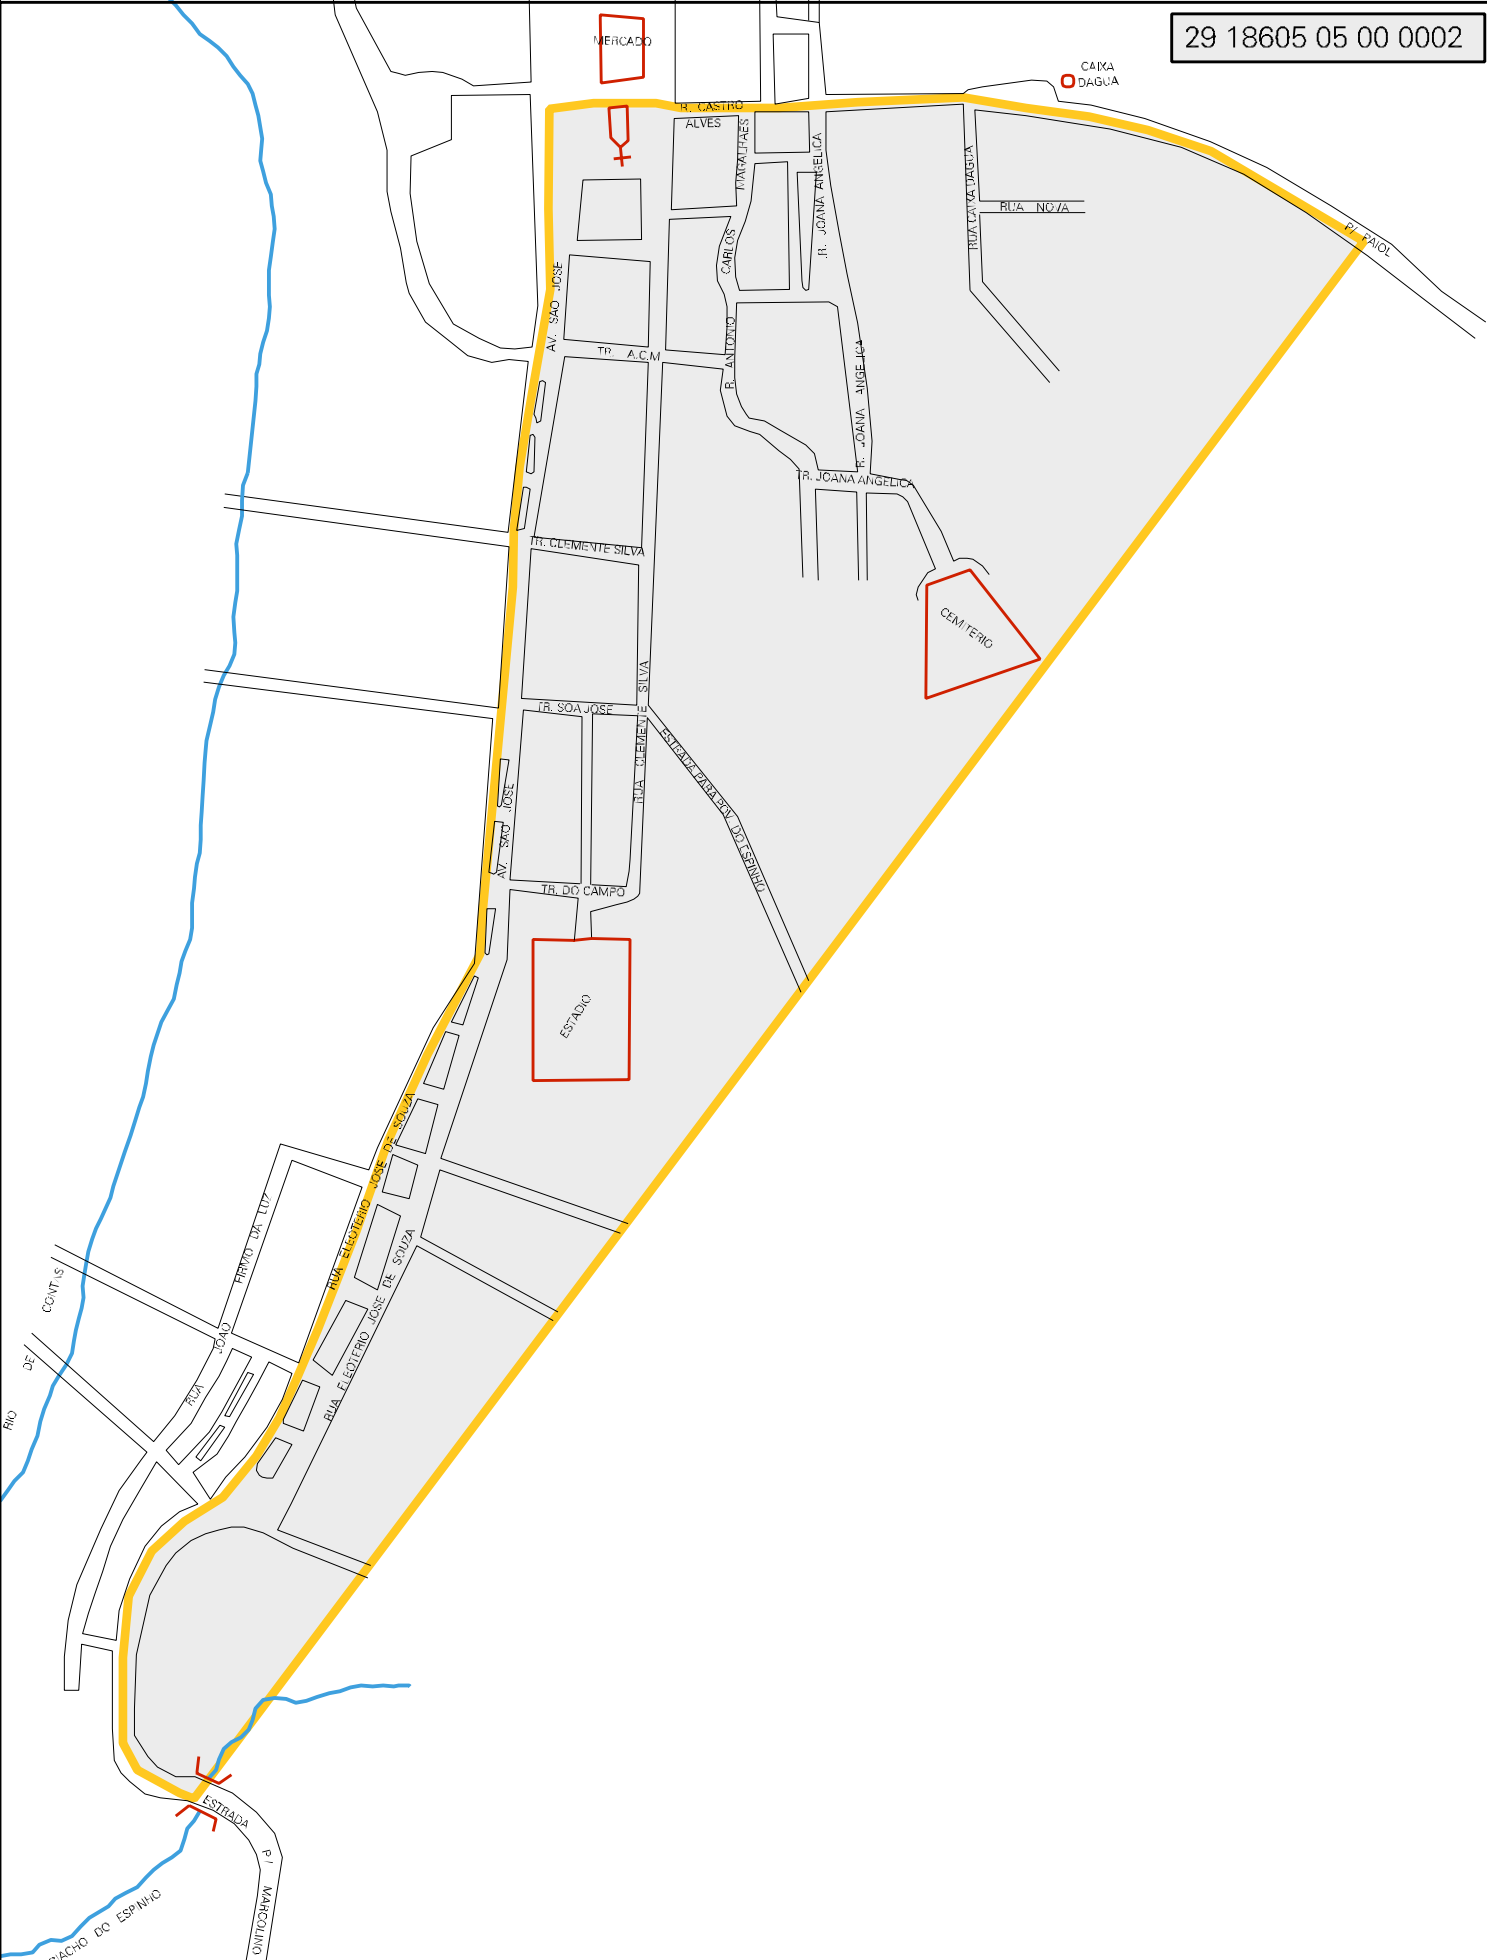 29 18605 05 00 0002
MERCADO
CAIXA
DAGUA
R. CASTRO
ALVES
MAGALHAES
CARLOS
R. ANTONIO
R. JOANA ANGELICA
RUA CAIXA DAGUA
RUA NOVA
P/ PAIOL
AV. SAO JOSE
TR. A.C.M
R. JOANA ANGELICA
TR. JOANA ANGELICA
TR. CLEMENTE SILVA
CEMITERIO
RUA CLEMENTE SILVA
TR. SOA JOSE
ESTRADA PARA POV. DO ESPINHO
AV. SAO JOSE
TR. DO CAMPO
ESTADIO
RUA ELEOTERIO JOSE DE SOUZA
RUA ELEOTERIO JOSE DE SOUZA
RUA JOAO FIRMO DA LUZ
RIO DE CONTAS
ESTRADA P/ MARCOLINO
RIACHO DO ESPINHO